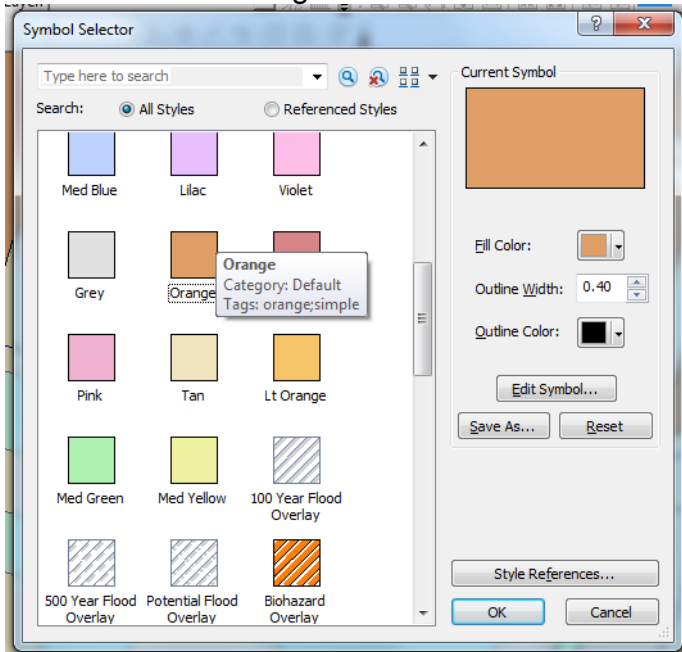 Symbol Selector
Type here to search
Search: All Styles Referenced Styles
Med Blue Lilac Violet
Grey Orange
Orange
Category: Default
Tags: orange;simple
Pink Tan Lt Orange
Med Green Med Yellow 100 Year Flood Overlay
500 Year Flood Overlay Potential Flood Overlay Biohazard Overlay
Current Symbol
Fill Color:
Outline Width: 0.40
Outline Color:
Edit Symbol...
Save As... Reset
Style References...
OK Cancel